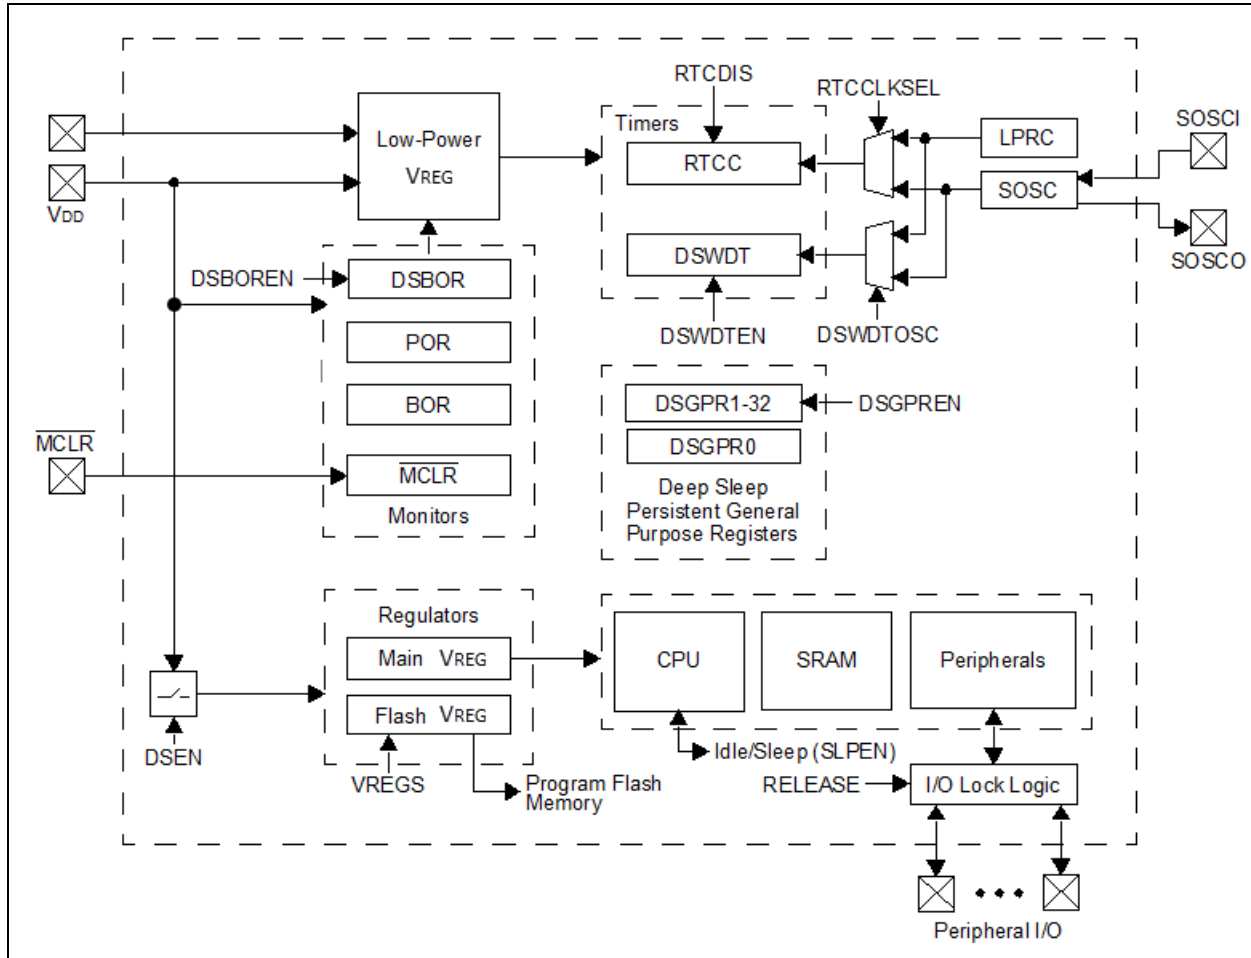 RTCDIS
RTCCLKSEL
SOSCI
Timers
LPRC
Low-Power
VREG
RTCC
SOSC
VDD
SOSCO
DSBOREN
DSBOR
DSWDT
POR
DSWDTEN
DSWDTOSC
BOR
DSGPR1-32
DSGPREN
MCLR
DSGPR0
MCLR
Monitors
Deep Sleep
Persistent General
Purpose Registers
Regulators
Main VREG
CPU
SRAM
Peripherals
Flash VREG
DSEN
VREGS
Idle/Sleep (SLPEN)
Program Flash
Memory
RELEASE
I/O Lock Logic
Peripheral I/O